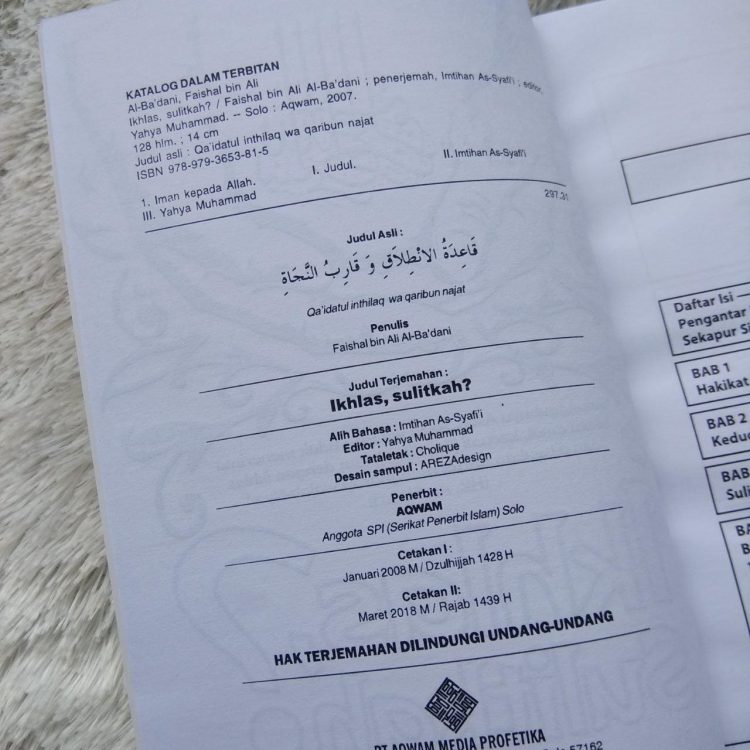 KATALOG DALAM TERBITAN
Al-Ba'dani, Faishal bin Ali
Ikhlas, sulitkah? / Faishal bin Ali Al-Ba'dani ; penerjemah, Imtihan As-Syafi'i ; editor,
Yahya Muhammad. -- Solo : Aqwam, 2007.
128 hlm. ; 14 cm
Judul asli : Qa'idatul inthilaq wa qaribun najat
ISBN 978-979-3653-81-5
1. Iman kepada Allah. I. Judul. II. Imtihan As-Syafi'i
III. Yahya Muhammad
297.31
Judul Asli :
قَاعِدَةُ الانْطِلاَقِ وَ قَارِبُ النَّجَاةِ
Qa'idatul inthilaq wa qaribun najat
Penulis
Faishal bin Ali Al-Ba'dani
Judul Terjemahan :
Ikhlas, sulitkah?
Alih Bahasa : Imtihan As-Syafi'i
Editor : Yahya Muhammad
Tataletak : Cholique
Desain sampul : AREZAdesign
Penerbit :
AQWAM
Anggota SPI (Serikat Penerbit Islam) Solo
Cetakan I :
Januari 2008 M / Dzulhijjah 1428 H
Cetakan II:
Maret 2018 M / Rajab 1439 H
HAK TERJEMAHAN DILINDUNGI UNDANG-UNDANG
PT AQWAM MEDIA PROFETIKA
57162
Daftar Isi
Pengantar
Sekapur
BAB 1
Hakikat
BAB 2
BAB